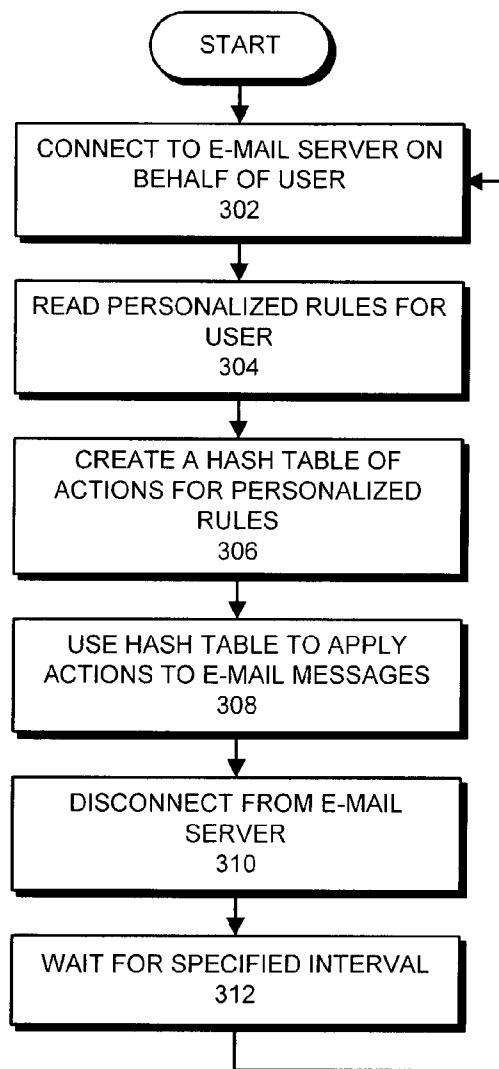 START
CONNECT TO E-MAIL SERVER ON
BEHALF OF USER
302
READ PERSONALIZED RULES FOR
USER
304
CREATE A HASH TABLE OF
ACTIONS FOR PERSONALIZED
RULES
306
USE HASH TABLE TO APPLY
ACTIONS TO E-MAIL MESSAGES
308
DISCONNECT FROM E-MAIL
SERVER
310
WAIT FOR SPECIFIED INTERVAL
312